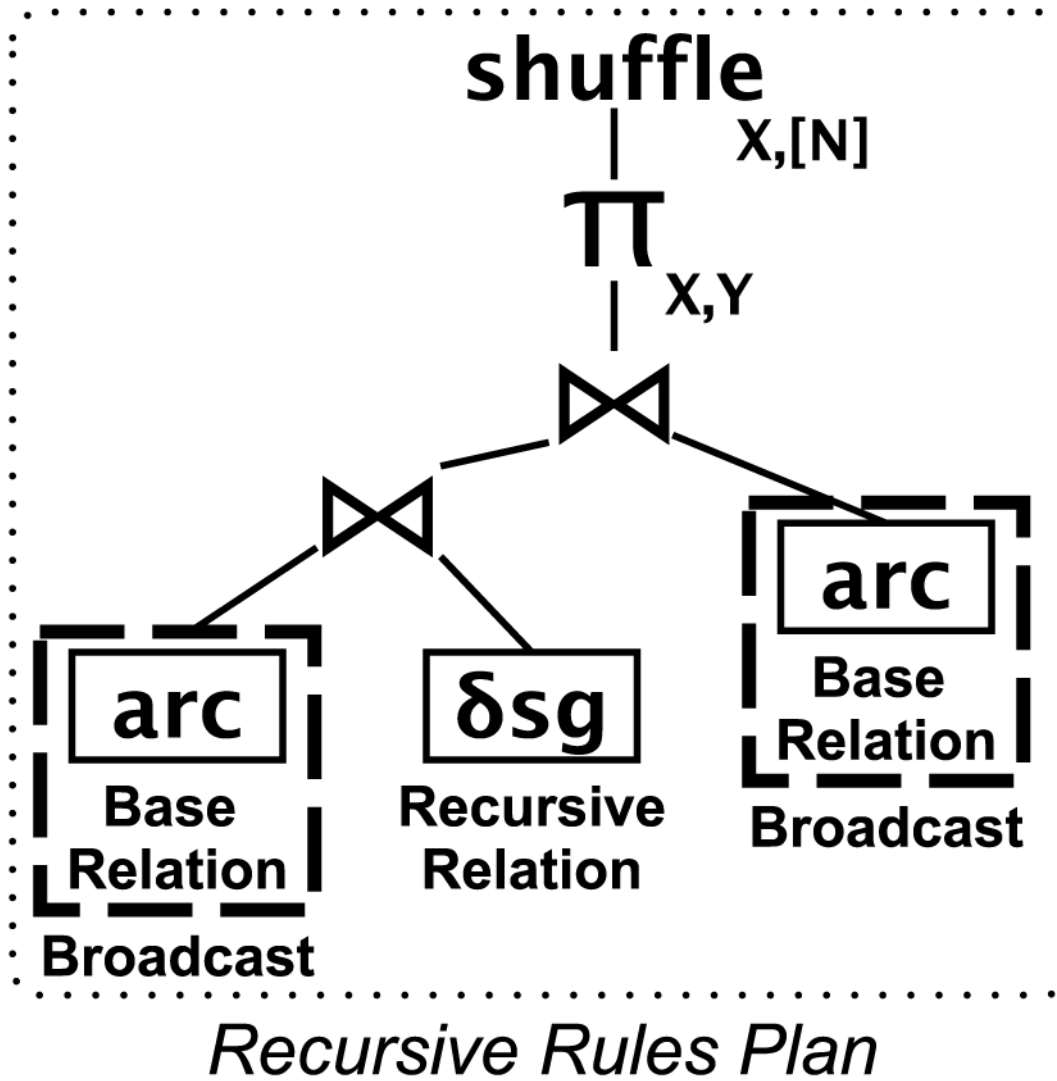 shuffle
X,[N]
π
X,Y
arc
Base
Relation
Broadcast
δsg
Recursive
Relation
arc
Base
Relation
Broadcast
Recursive Rules Plan